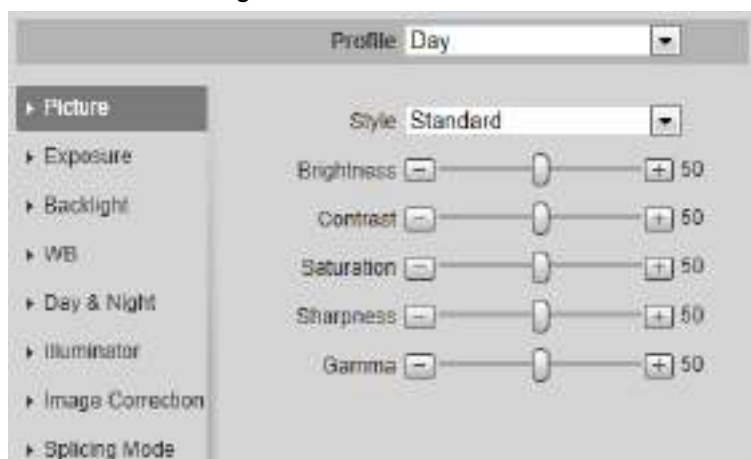 Profile Day
Picture
Style Standard
Exposure
Brightness 50
Backlight
Contrast 50
WB
Saturation 50
Day & Night
Sharpness 50
Illuminator
Gamma 50
Image Correction
Splicing Mode